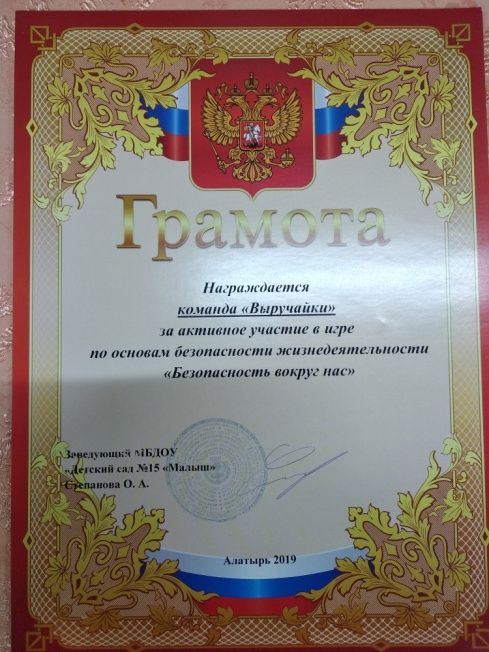 Грамота
Награждается
команда «Выручайки»
за активное участие в игре
по основам безопасности жизнедеятельности
«Безопасность вокруг нас»
Заведующий МБДОУ
«Детский сад №15 «Малыш»
Степанова О. А.
Алатырь 2019